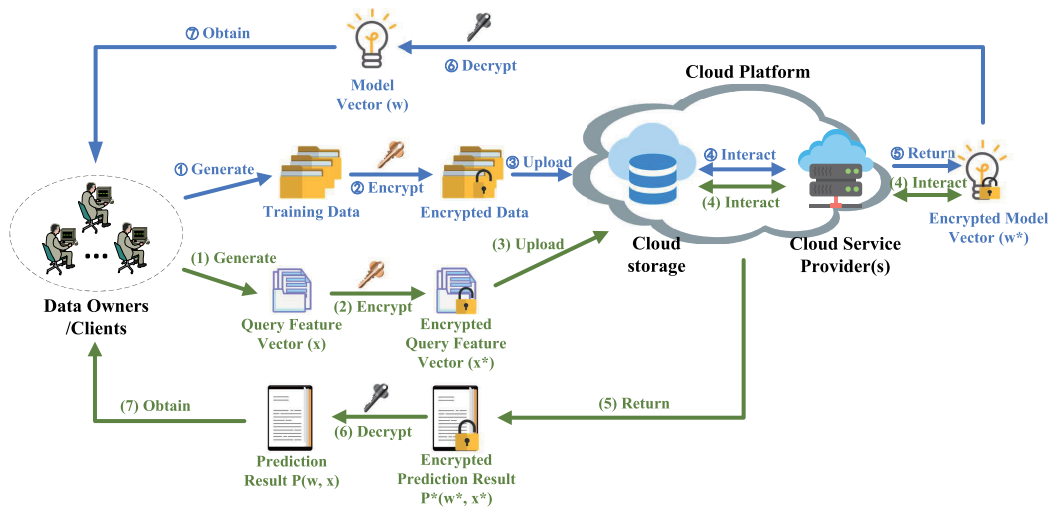 ⑦ Obtain
⑥ Decrypt
Model
Vector (w)
Cloud Platform
① Generate
② Encrypt
③ Upload
④ Interact
⑤ Return
(4) Interact
(4) Interact
Training Data
Encrypted Data
Encrypted Model
Vector (w*)
Cloud
storage
Cloud Service
Provider(s)
...
Data Owners
/Clients
(1) Generate
(2) Encrypt
(3) Upload
Query Feature
Vector (x)
Encrypted
Query Feature
Vector (x*)
(7) Obtain
(6) Decrypt
(5) Return
Prediction
Result P(w, x)
Encrypted
Prediction Result
P*(w*, x*)